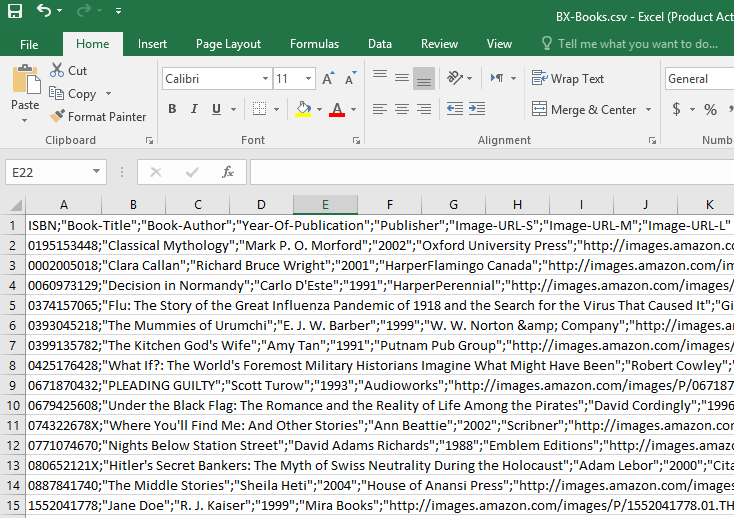 BX-Books.csv - Excel (Product Act
File Home Insert Page Layout Formulas Data Review View Tell me what you want to do...
Cut
Copy
Format Painter
Paste
Calibri 11 A A
B I U A
Wrap Text
Merge & Center
General
$ % ,
Clipboard Font Alignment Numb
E22 fx
A B C D E F G H I J K
1 ISBN;"Book-Title";"Book-Author";"Year-Of-Publication";"Publisher";"Image-URL-S";"Image-URL-M";"Image-URL-L"
2 0195153448;"Classical Mythology";"Mark P. O. Morford";"2002";"Oxford University Press";"http://images.amazon.co
3 0002005018;"Clara Callan";"Richard Bruce Wright";"2001";"HarperFlamingo Canada";"http://images.amazon.com/im
4 0060973129;"Decision in Normandy";"Carlo D'Este";"1991";"HarperPerennial";"http://images.amazon.com/images
5 0374157065;"Flu: The Story of the Great Influenza Pandemic of 1918 and the Search for the Virus That Caused It";"Gi
6 0393045218;"The Mummies of Urumchi";"E. J. W. Barber";"1999";"W. W. Norton &amp; Company";"http://images.a
7 0399135782;"The Kitchen God's Wife";"Amy Tan";"1991";"Putnam Pub Group";"http://images.amazon.com/images/
8 0425176428;"What If?: The World's Foremost Military Historians Imagine What Might Have Been";"Robert Cowley";"
9 0671870432;"PLEADING GUILTY";"Scott Turow";"1993";"Audioworks";"http://images.amazon.com/images/P/067187
10 0679425608;"Under the Black Flag: The Romance and the Reality of Life Among the Pirates";"David Cordingly";"1996
11 074322678X;"Where You'll Find Me: And Other Stories";"Ann Beattie";"2002";"Scribner";"http://images.amazon.com
12 0771074670;"Nights Below Station Street";"David Adams Richards";"1988";"Emblem Editions";"http://images.amazo
13 080652121X;"Hitler's Secret Bankers: The Myth of Swiss Neutrality During the Holocaust";"Adam Lebor";"2000";"Cita
14 0887841740;"The Middle Stories";"Sheila Heti";"2004";"House of Anansi Press";"http://images.amazon.com/images
15 1552041778;"Jane Doe";"R. J. Kaiser";"1999";"Mira Books";"http://images.amazon.com/images/P/1552041778.01.TH